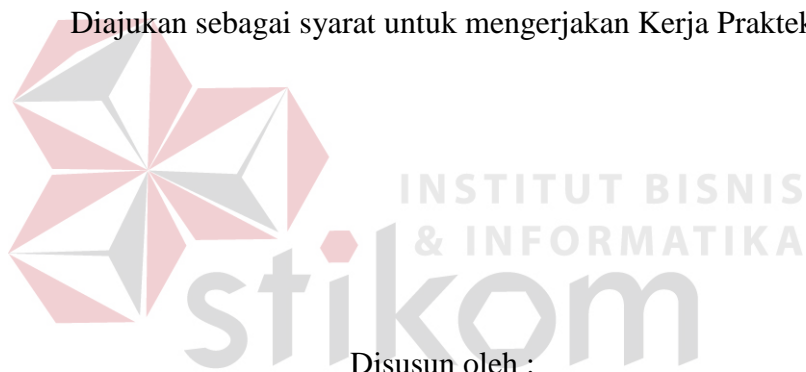 Diajukan sebagai syarat untuk mengerjakan Kerja Praktek
INSTITUT BISNIS
& INFORMATIKA
stikom
Disusun oleh :